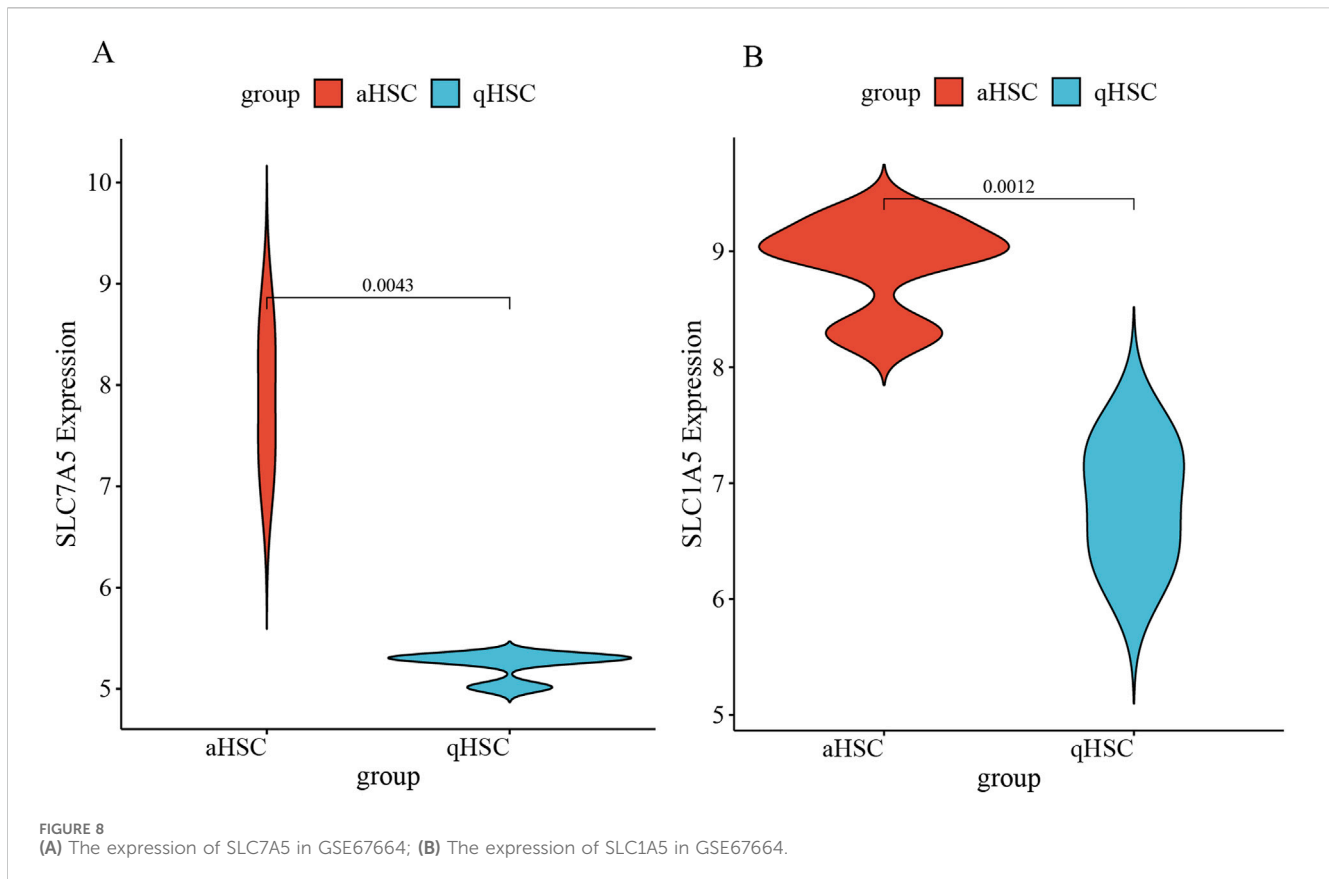 A
group aHSC qHSC
SLC7A5 Expression
10
9
8
7
6
5
0.0043
aHSC qHSC
group
B
group aHSC qHSC
SLC1A5 Expression
9
8
7
6
5
0.0012
aHSC qHSC
group
FIGURE 8
(A) The expression of SLC7A5 in GSE67664; (B) The expression of SLC1A5 in GSE67664.